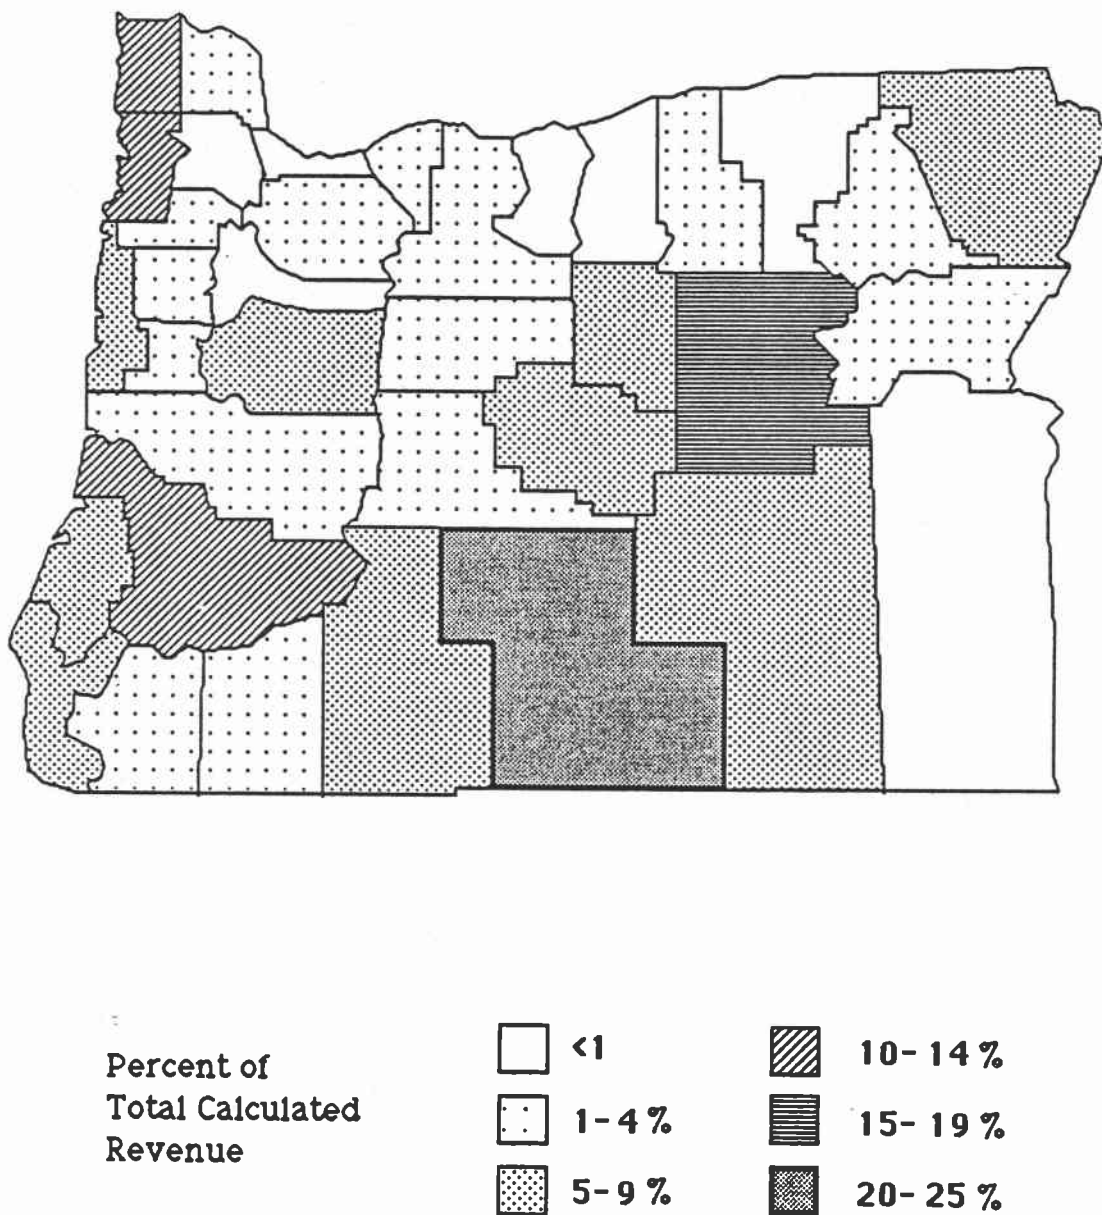 Percent of
Total Calculated
Revenue
<1
1-4 %
5-9 %
10-14 %
15-19 %
20-25 %